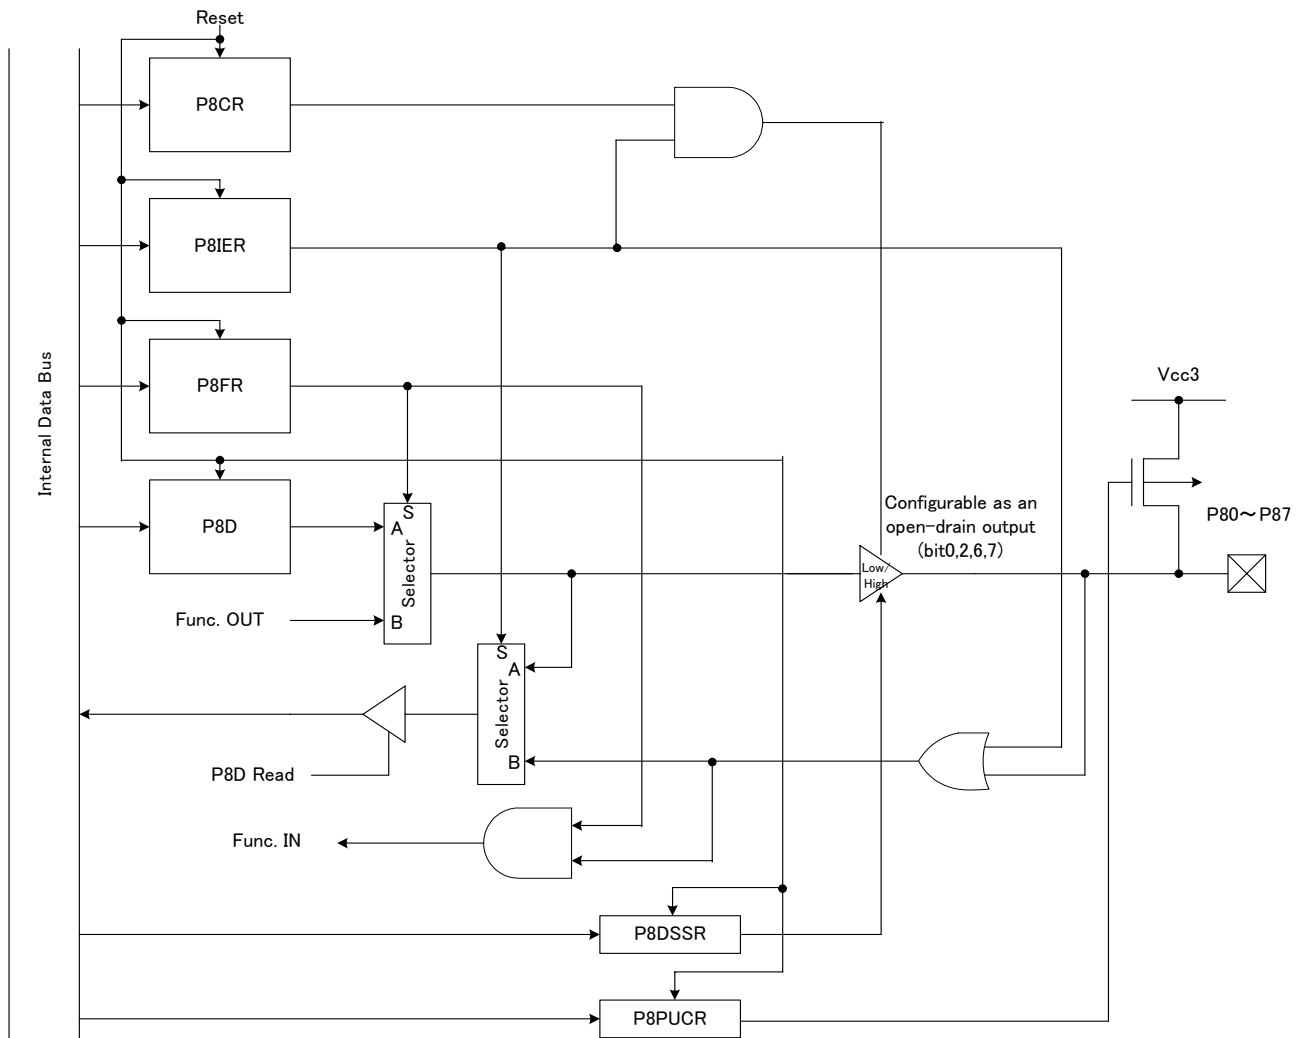 Reset
P8CR
P8IER
P8FR
Internal Data Bus
Vcc3
P8D
S
A
Selector
B
Func. OUT
Configurable as an
open-drain output
(bit0,2,6,7)
Low/
High
P80～P87
S
A
Selector
B
P8D Read
Func. IN
P8DSSR
P8PUCR